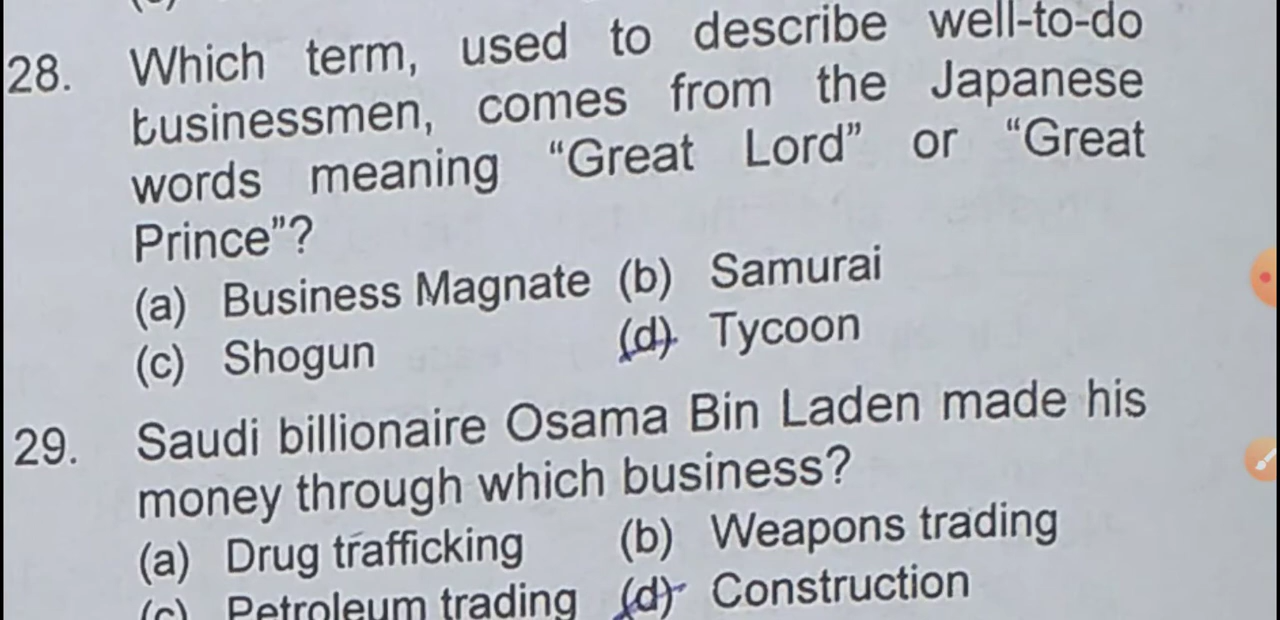 28. Which term, used to describe well-to-do
businessmen, comes from the Japanese
words meaning “Great Lord” or “Great
Prince”?
(a) Business Magnate (b) Samurai
(c) Shogun (d) Tycoon
29. Saudi billionaire Osama Bin Laden made his
money through which business?
(a) Drug trafficking (b) Weapons trading
(c) Petroleum trading (d) Construction